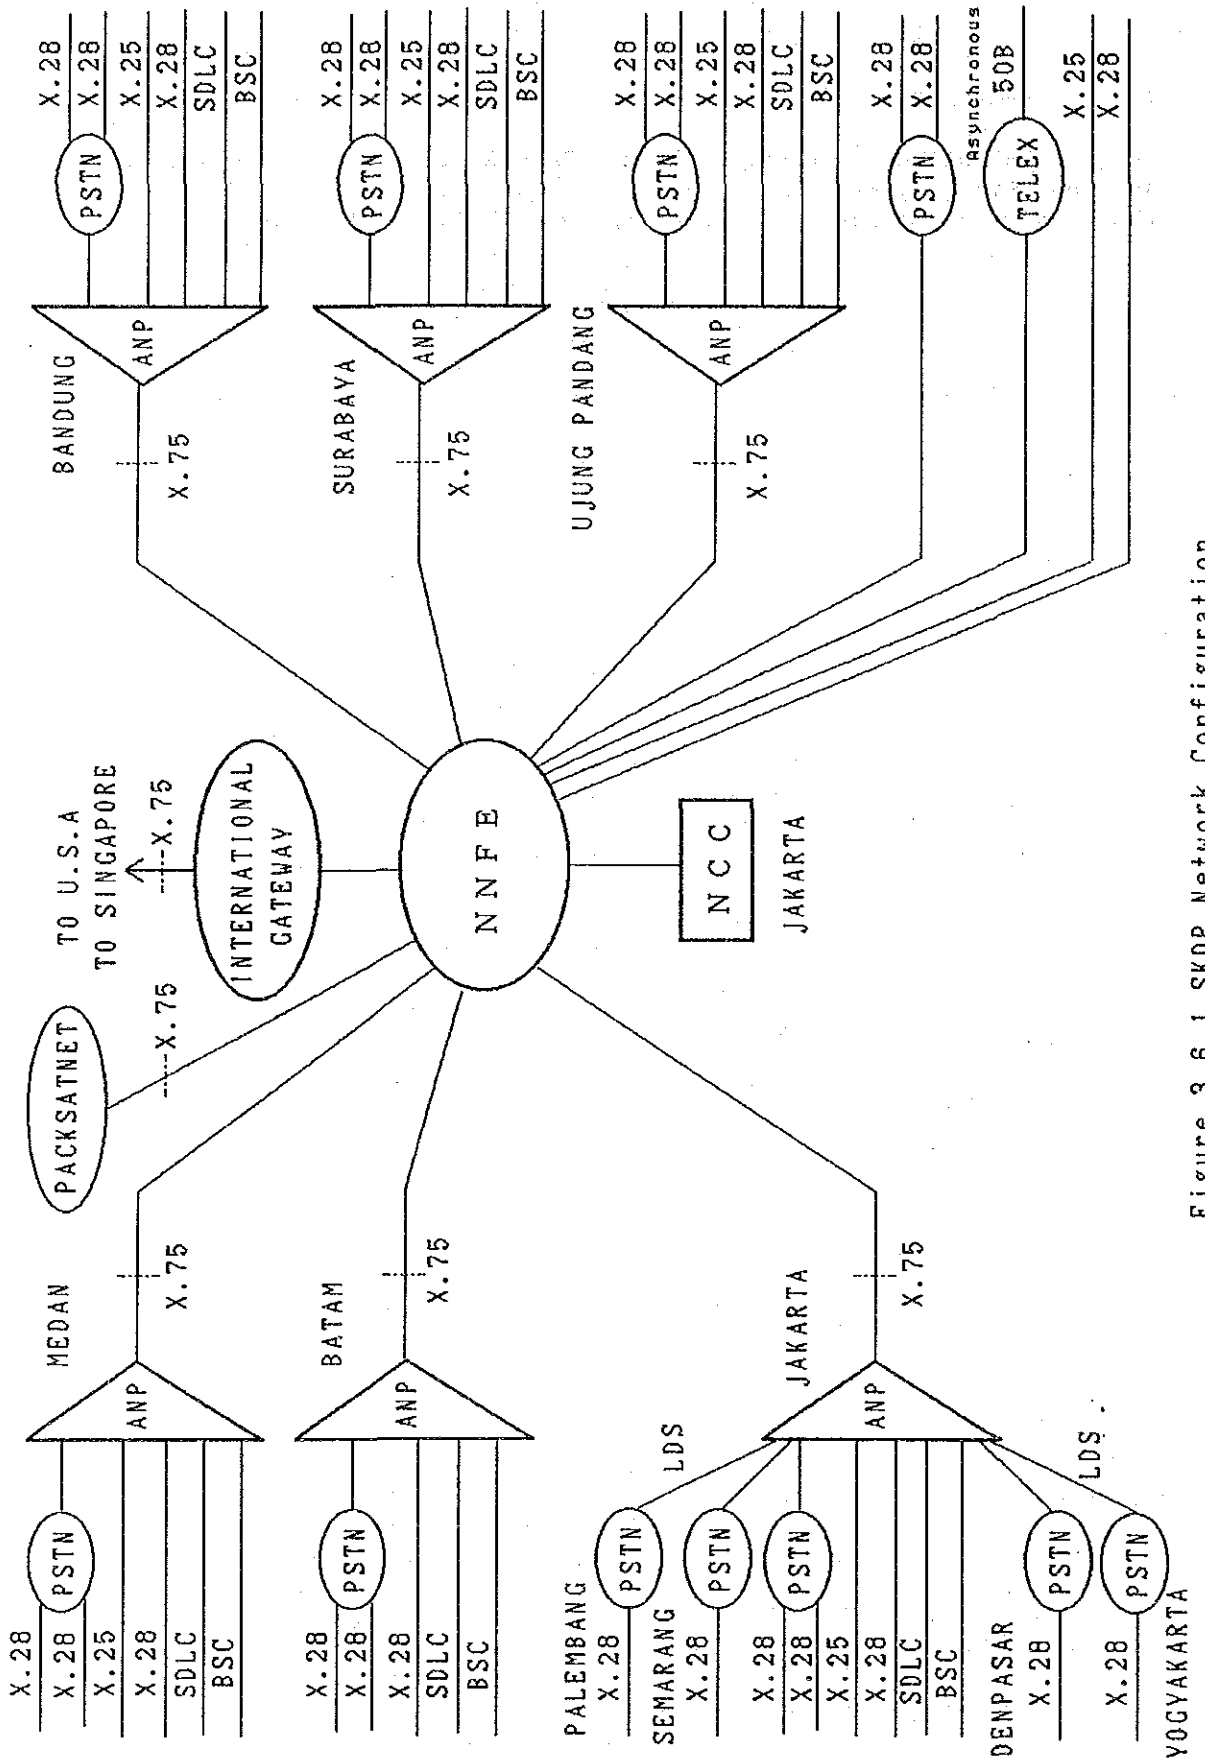 MEDAN
X.28
X.28
X.25
X.28
SDLC
BSC
PSTN
ANP
X.75
PACKSATNET
X.75
TO U.S.A
TO SINGAPORE
X.75
INTERNATIONAL
GATEWAY
BANDUNG
X.75
ANP
PSTN
X.28
X.28
X.25
X.28
SDLC
BSC
BATAM
X.28
X.28
X.28
SDLC
BSC
PSTN
ANP
X.75
NNFE
SURABAYA
X.75
ANP
PSTN
X.28
X.28
X.25
X.28
SDLC
BSC
JAKARTA
PALEMBANG
X.28
PSTN
LDS
SEMARANG
X.28
PSTN
X.28
X.28
X.25
X.28
SDLC
BSC
PSTN
ANP
X.75
DENPASAR
X.28
PSTN
LDS
YOGYAKARTA
X.28
PSTN
NCC
JAKARTA
UJUNG PANDANG
X.75
ANP
PSTN
X.28
X.28
X.25
X.28
SDLC
BSC
PSTN
X.28
X.28
TELEX
Asynchronous
50B
X.25
X.28
Figure 3.6.1 SKDP Network Configuration